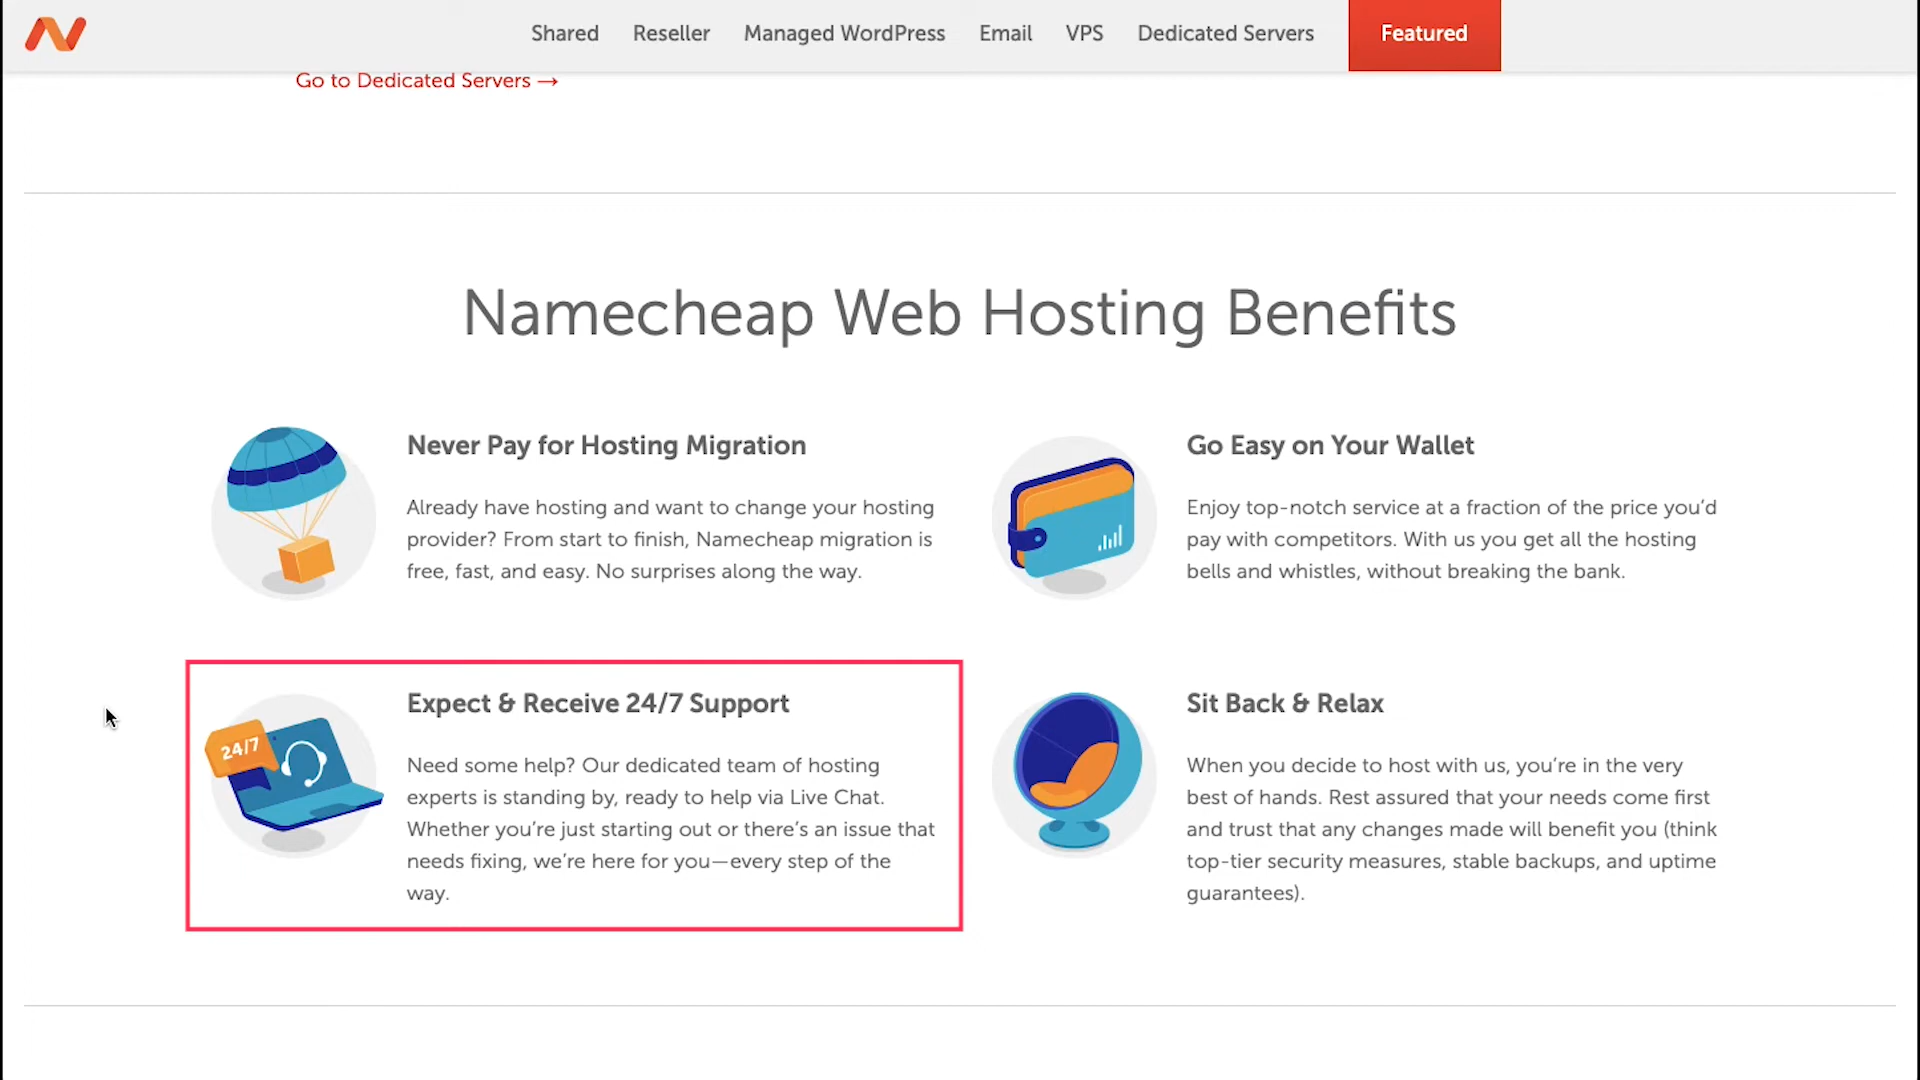 Shared Reseller Managed WordPress Email VPS Dedicated Servers Featured
Go to Dedicated Servers →
Namecheap Web Hosting Benefits
Never Pay for Hosting Migration
Already have hosting and want to change your hosting
provider? From start to finish, Namecheap migration is
free, fast, and easy. No surprises along the way.
Go Easy on Your Wallet
Enjoy top-notch service at a fraction of the price you’d
pay with competitors. With us you get all the hosting
bells and whistles, without breaking the bank.
24/7
Expect & Receive 24/7 Support
Need some help? Our dedicated team of hosting
experts is standing by, ready to help via Live Chat.
Whether you’re just starting out or there’s an issue that
needs fixing, we’re here for you—every step of the
way.
Sit Back & Relax
When you decide to host with us, you’re in the very
best of hands. Rest assured that your needs come first
and trust that any changes made will benefit you (think
top-tier security measures, stable backups, and uptime
guarantees).